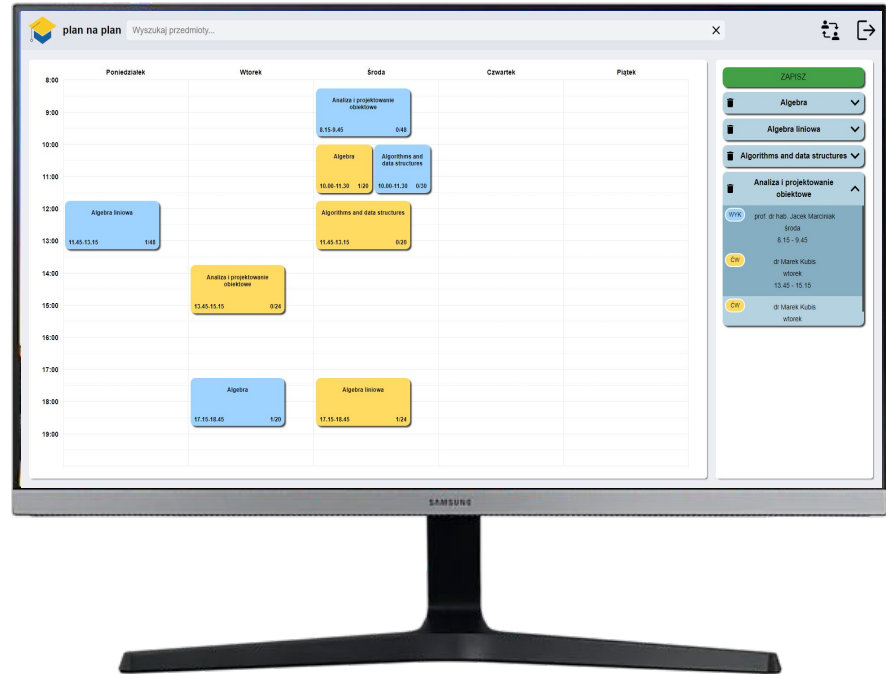 plan na plan
Wyszukaj przedmioty...
Poniedziałek Wtorek Środa Czwartek Piątek
8:00
9:00
10:00
11:00
12:00
13:00
14:00
15:00
16:00
17:00
18:00
19:00
Algebra liniowa
11.45-13.15 1/48
Analiza i projektowanie
obiektowe
13.45-15.15 0/24
Algebra
17.15-18.45 1/20
Analiza i projektowanie
obiektowe
8.15-9.45 0/48
Algebra
10.00-11.30 1/20
Algorithms and
data structures
10.00-11.30 0/30
Algorithms and data structures
11.45-13.15 0/20
Algebra liniowa
17.15-18.45 1/24
ZAPISZ
Algebra
Algebra liniowa
Algorithms and data structures
Analiza i projektowanie
obiektowe
WYK prof. dr hab. Jacek Marciniak
środa
8.15 - 9.45
ĆW dr Marek Kubis
wtorek
13.45 - 15.15
ĆW dr Marek Kubis
wtorek
SAMSUNG